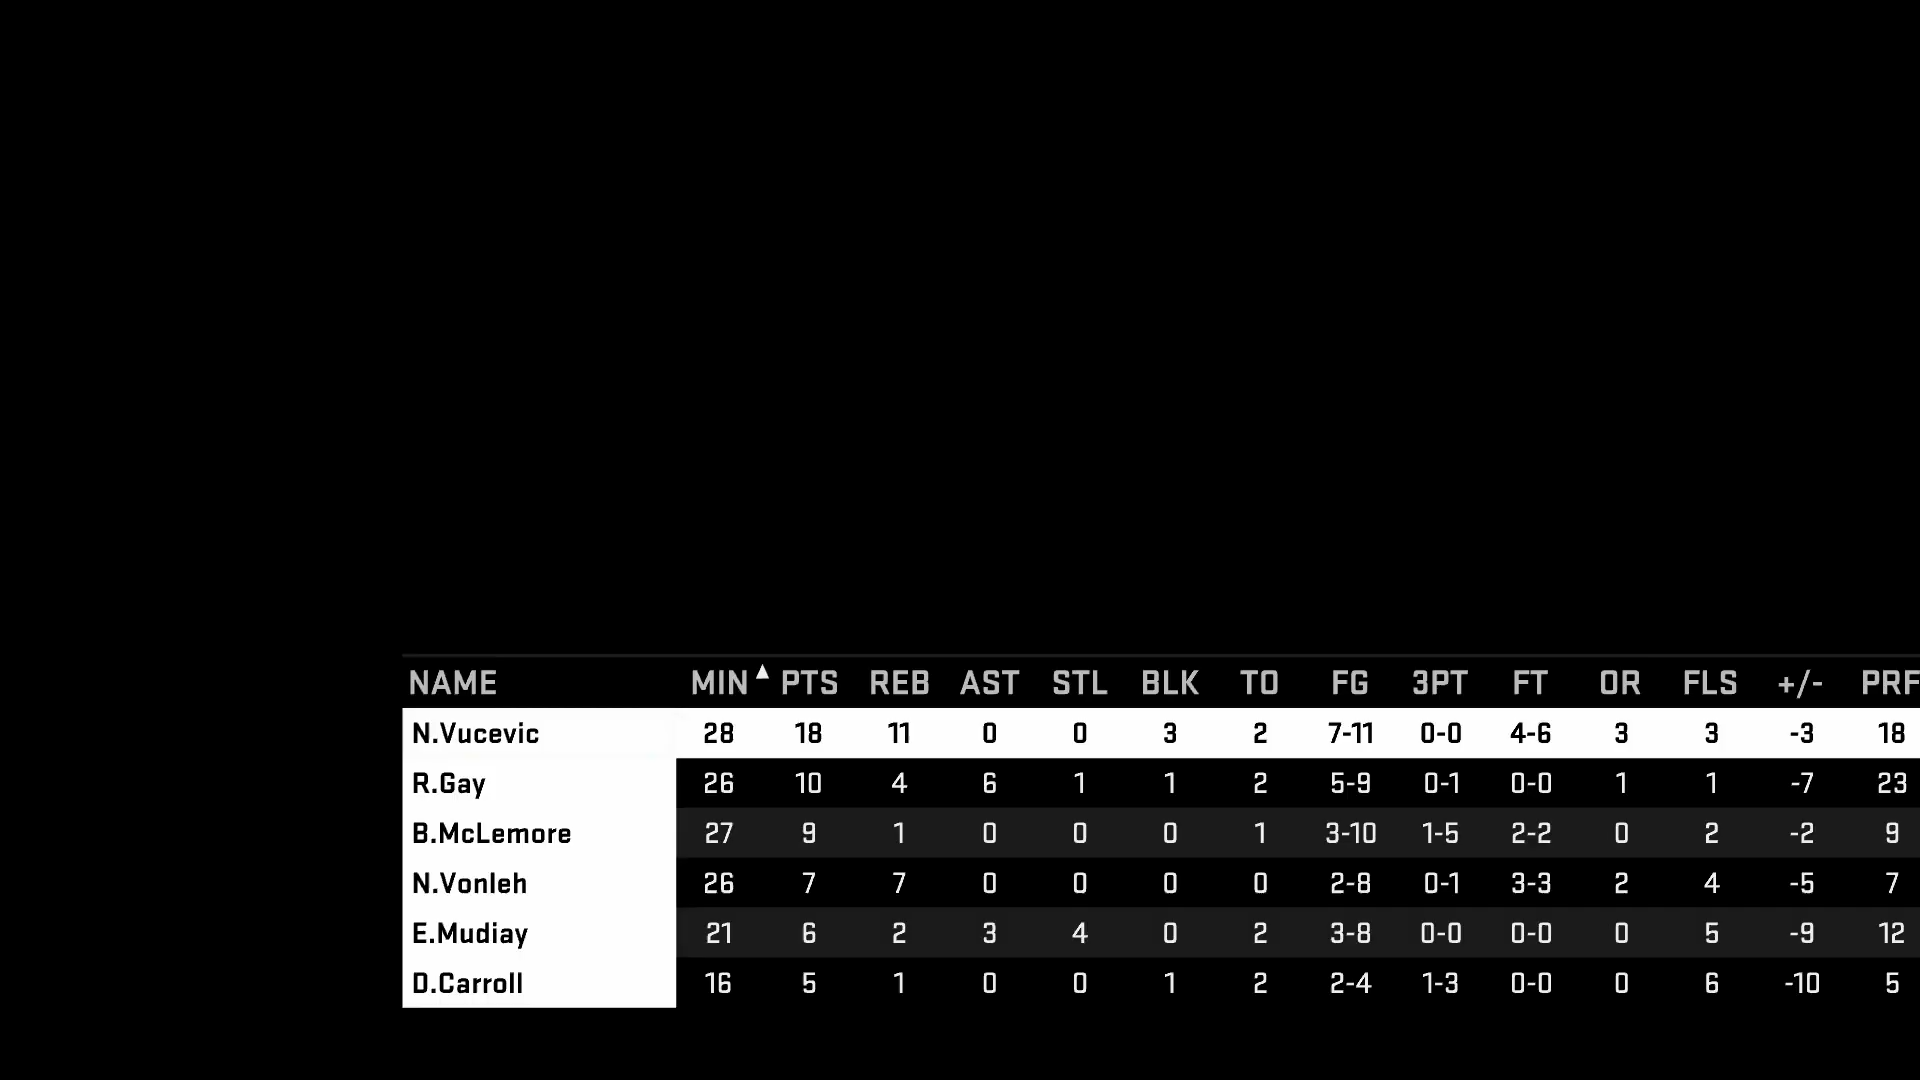 NAME MIN ▲ PTS REB AST STL BLK TO FG 3PT FT OR FLS +/- PRF
N.Vucevic 28 18 11 0 0 3 2 7-11 0-0 4-6 3 3 -3 18
R.Gay 26 10 4 6 1 1 2 5-9 0-1 0-0 1 1 -7 23
B.McLemore 27 9 1 0 0 0 1 3-10 1-5 2-2 0 2 -2 9
N.Vonleh 26 7 7 0 0 0 0 2-8 0-1 3-3 2 4 -5 7
E.Mudiay 21 6 2 3 4 0 2 3-8 0-0 0-0 0 5 -9 12
D.Carroll 16 5 1 0 0 1 2 2-4 1-3 0-0 0 6 -10 5